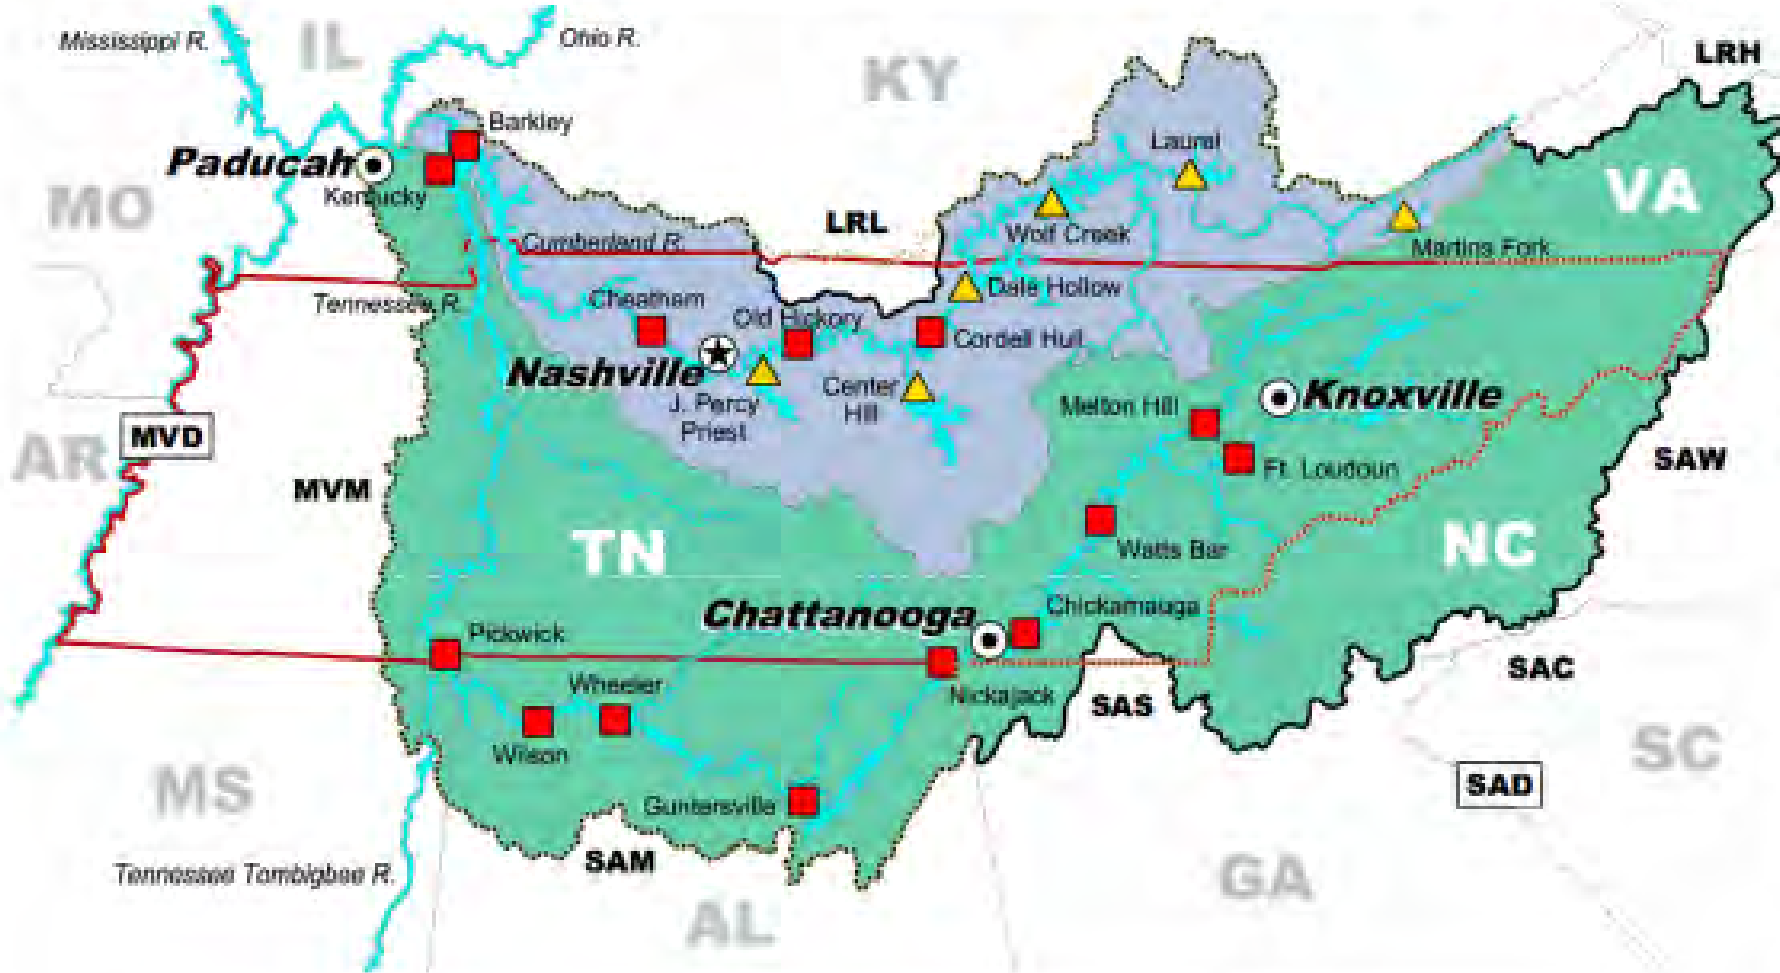 Mississippi R.
IL
Ohio R.
KY
LRH
Barkley
Paducah
Kentucky
MO
Laurel
VA
LRL
Cumberland R.
Wolf Creek
Martins Fork
Tennessee R.
Cheatham
Old Hickory
Dale Hollow
Cordell Hull
Nashville
J. Percy
Priest
Center
Hill
Melton Hill
Knoxville
MVD
AR
MVM
Ft. Loudoun
SAW
TN
Watts Bar
NC
Chattanooga
Chickamauga
Pickwick
Wheeler
Nickajack
SAS
SAC
Wilson
MS
SC
SAD
Guntersville
SAM
Tennessee Tombigbee R.
GA
AL